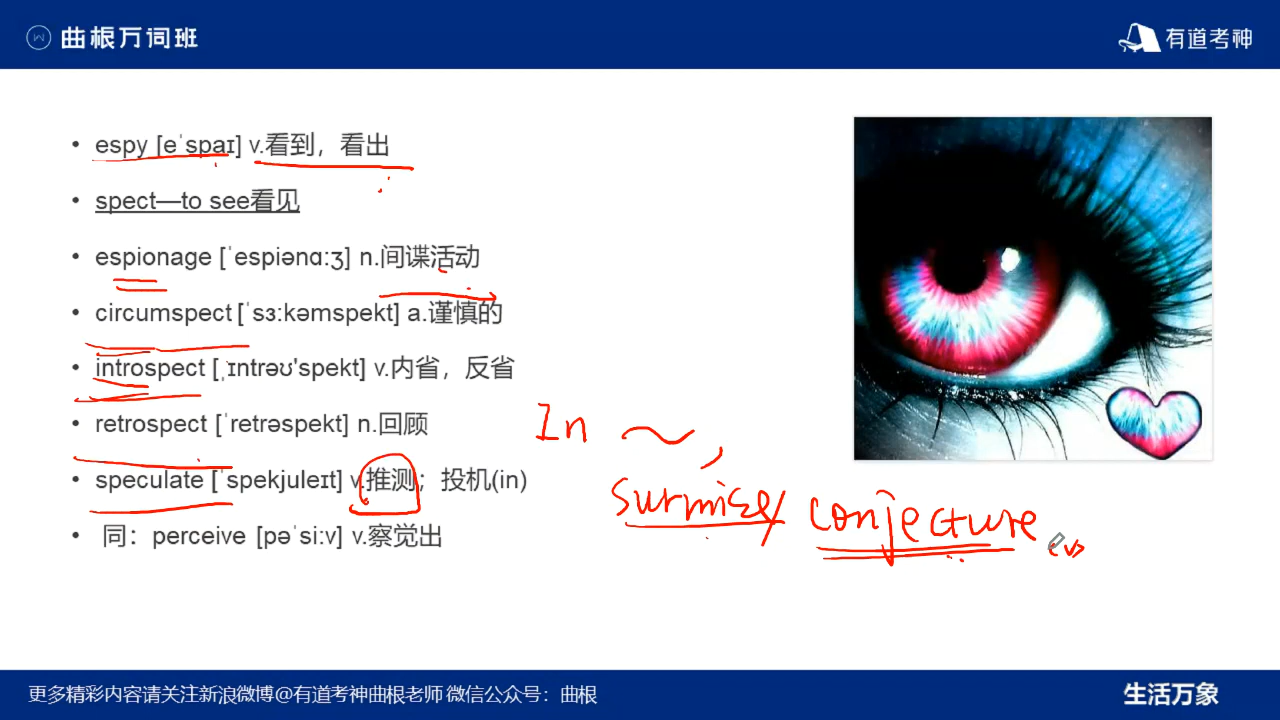 曲根万词班
有道考神
espy [eˈspaɪ] v.看到，看出
spect—to see看见
espionage [ˈespiənɑːʒ] n.间谍活动
circumspect [ˈsɜːkəmspekt] a.谨慎的
introspect [ˌɪntrəʊ'spekt] v.内省，反省
retrospect [ˈretrəspekt] n.回顾
In
speculate [ˈspekjuleɪt] v.推测；投机(in)
surmise / conjecture (v)
同：perceive [pəˈsiːv] v.察觉出
更多精彩内容请关注新浪微博@有道考神曲根老师 微信公众号：曲根
生活万象